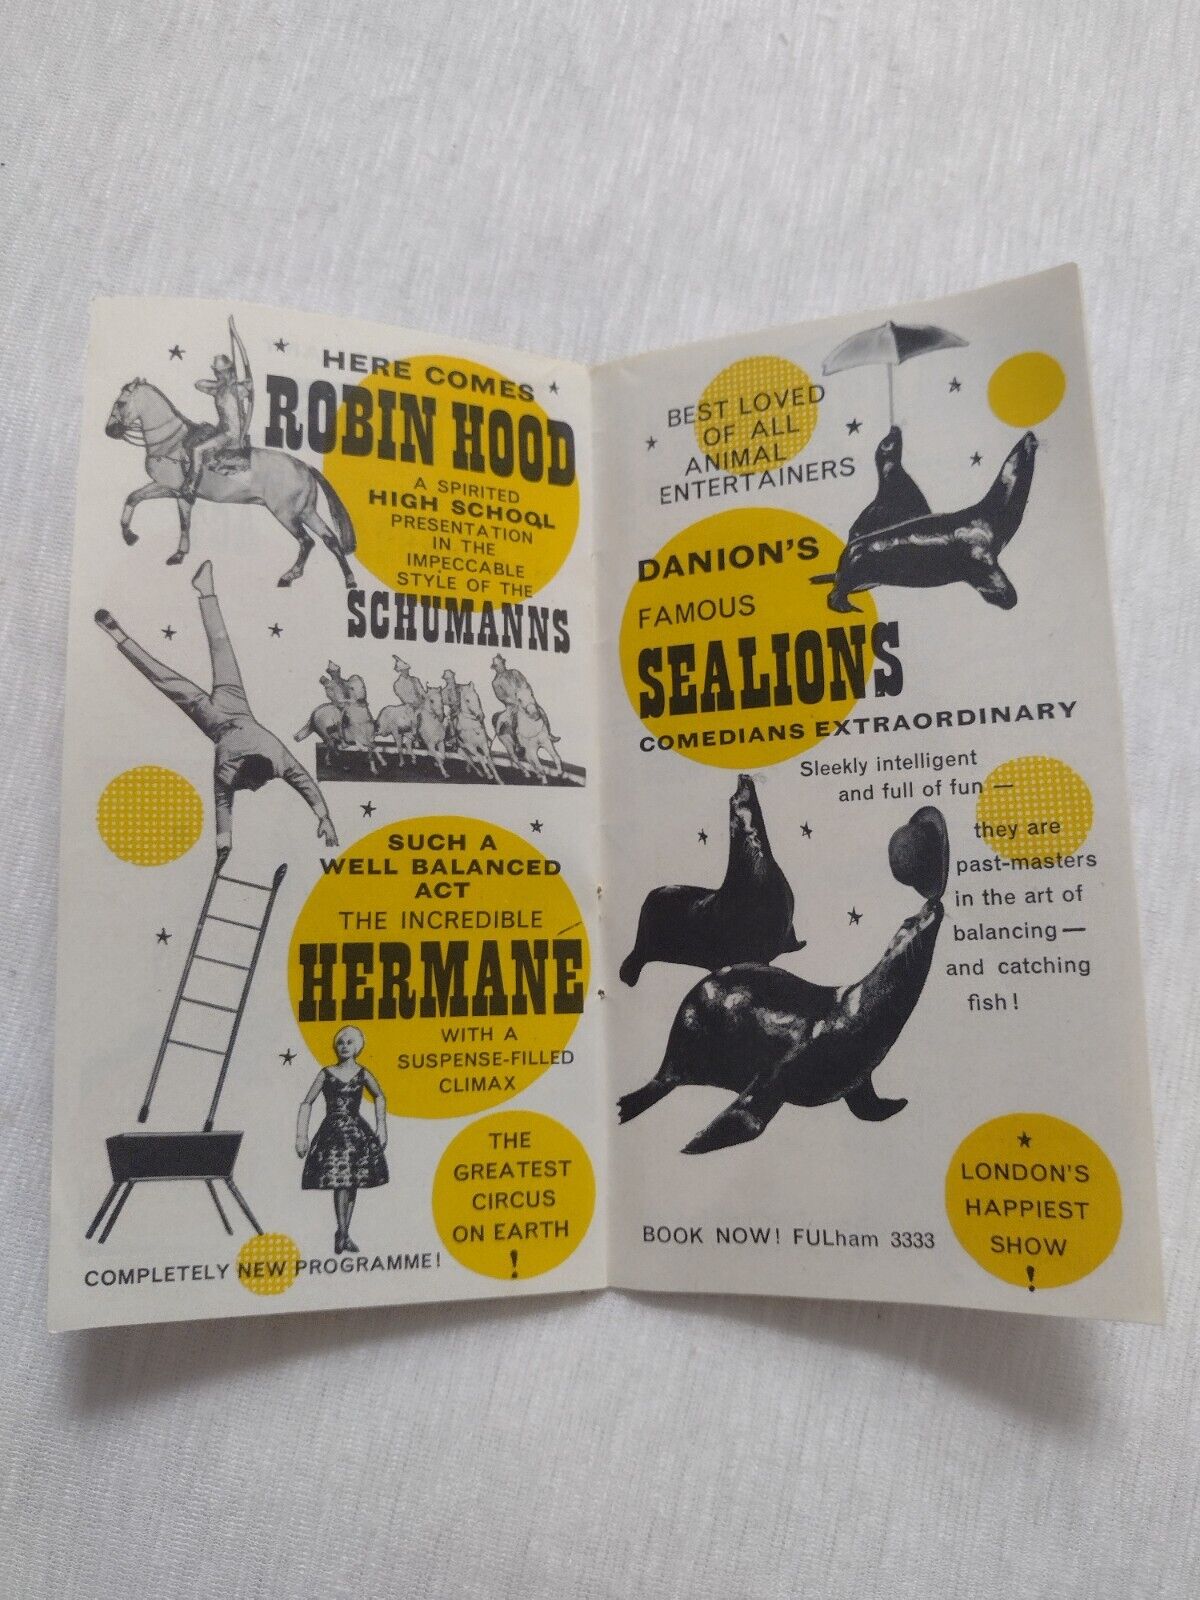 HERE COMES
ROBIN HOOD
A SPIRITED
HIGH SCHOOL
PRESENTATION
IN THE
IMPECCABLE
STYLE OF THE
SCHUMANNS
SUCH A
WELL BALANCED
ACT
THE INCREDIBLE
HERMANÉ
WITH A
SUSPENSE-FILLED
CLIMAX
THE
GREATEST
CIRCUS
ON EARTH
!
COMPLETELY NEW PROGRAMME!
BEST LOVED
OF ALL
ANIMAL
ENTERTAINERS
DANION'S
FAMOUS
SEALIONS
COMEDIANS EXTRAORDINARY
Sleekly intelligent
and full of fun —
they are
past-masters
in the art of
balancing —
and catching
fish!
BOOK NOW! FULham 3333
LONDON'S
HAPPIEST
SHOW
!